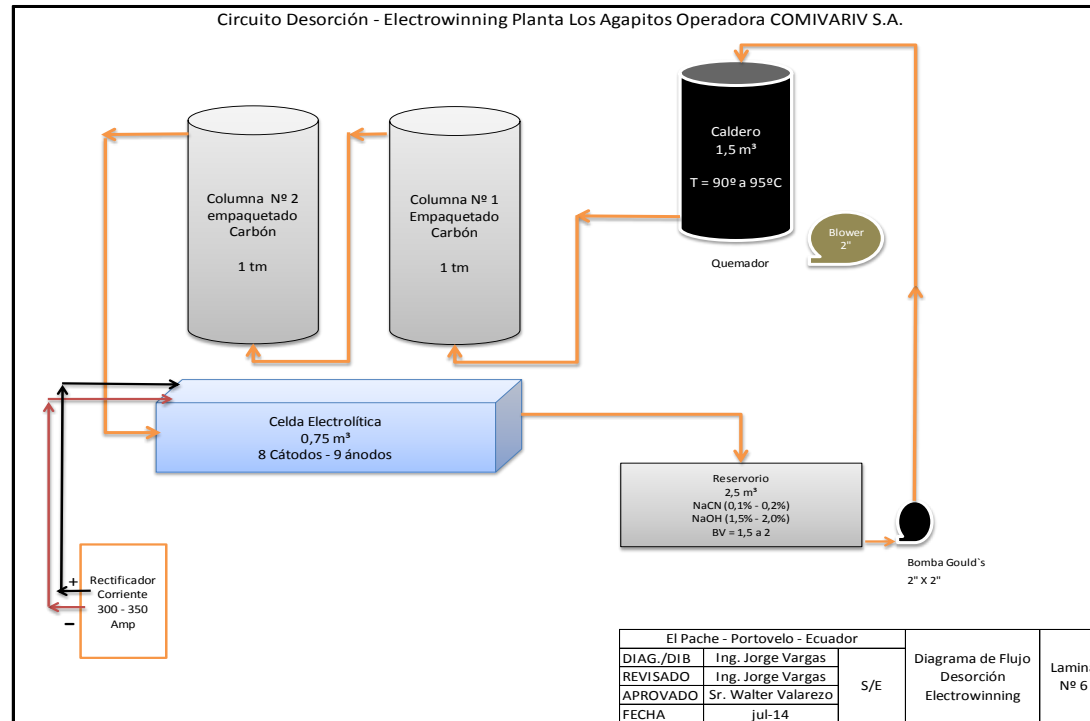 Circuito Desorción - Electrowinning Planta Los Agapitos Operadora COMIVARIV S.A.
Columna Nº 2
empaquetado
Carbón
1 tm
Columna Nº 1
Empaquetado
Carbón
1 tm
Caldero
1,5 m³
T = 90º a 95ºC
Blower
2"
Quemador
Celda Electrolítica
0,75 m³
8 Cátodos - 9 ánodos
Reservorio
2,5 m³
NaCN (0,1% - 0,2%)
NaOH (1,5% - 2,0%)
BV = 1,5 a 2
Bomba Gould`s
2" X 2"
+
Rectificador
Corriente
300 - 350
Amp
–
El Pache - Portovelo - Ecuador
DIAG./DIB Ing. Jorge Vargas
REVISADO Ing. Jorge Vargas
APROVADO Sr. Walter Valarezo
FECHA jul-14
S/E
Diagrama de Flujo
Desorción
Electrowinning
Lamina
Nº 6